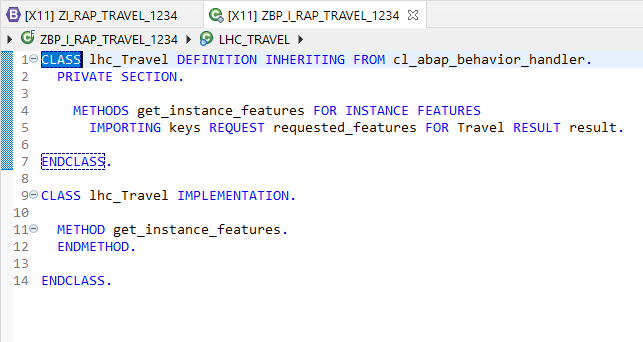 [X11] ZI_RAP_TRAVEL_1234 [X11] ZBP_I_RAP_TRAVEL_1234
ZBP_I_RAP_TRAVEL_1234 LHC_TRAVEL
1 CLASS lhc_Travel DEFINITION INHERITING FROM cl_abap_behavior_handler.
2 PRIVATE SECTION.
3
4 METHODS get_instance_features FOR INSTANCE FEATURES
5 IMPORTING keys REQUEST requested_features FOR Travel RESULT result.
6
7 ENDCLASS.
8
9 CLASS lhc_Travel IMPLEMENTATION.
10
11 METHOD get_instance_features.
12 ENDMETHOD.
13
14 ENDCLASS.